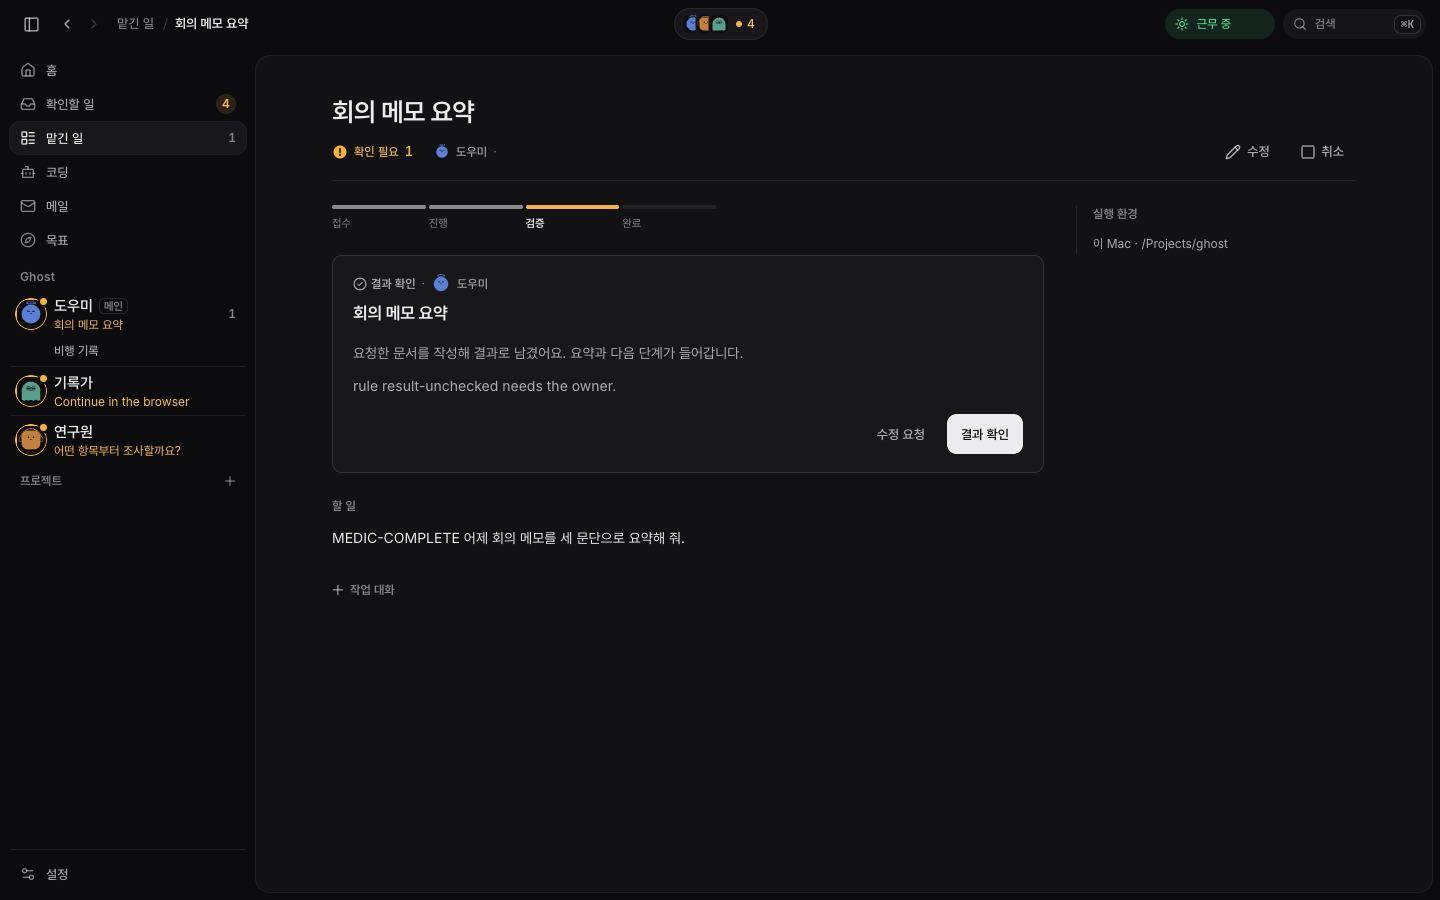 맡긴 일 / 회의 메모 요약
4
근무 중
검색
⌘K
홈
확인할 일 4
맡긴 일 1
코딩
메일
목표
Ghost
도우미 메인
회의 메모 요약
1
비행 기록
기록가
Continue in the browser
연구원
어떤 항목부터 조사할까요?
프로젝트
설정
회의 메모 요약
확인 필요 1
도우미 ·
수정
취소
접수
진행
검증
완료
결과 확인 · 도우미
회의 메모 요약
요청한 문서를 작성해 결과로 남겼어요. 요약과 다음 단계가 들어갑니다.
rule result-unchecked needs the owner.
수정 요청
결과 확인
할 일
MEDIC-COMPLETE 어제 회의 메모를 세 문단으로 요약해 줘.
작업 대화
실행 환경
이 Mac · /Projects/ghost